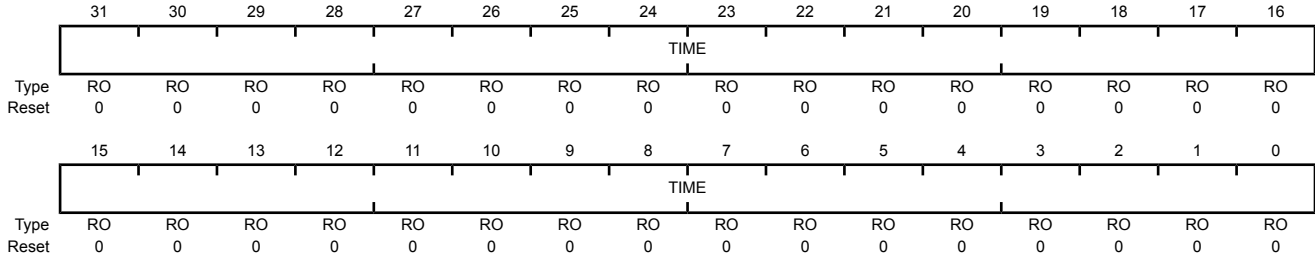 31 30 29 28 27 26 25 24 23 22 21 20 19 18 17 16
TIME
Type RO RO RO RO RO RO RO RO RO RO RO RO RO RO RO RO
Reset 0 0 0 0 0 0 0 0 0 0 0 0 0 0 0 0
15 14 13 12 11 10 9 8 7 6 5 4 3 2 1 0
TIME
Type RO RO RO RO RO RO RO RO RO RO RO RO RO RO RO RO
Reset 0 0 0 0 0 0 0 0 0 0 0 0 0 0 0 0